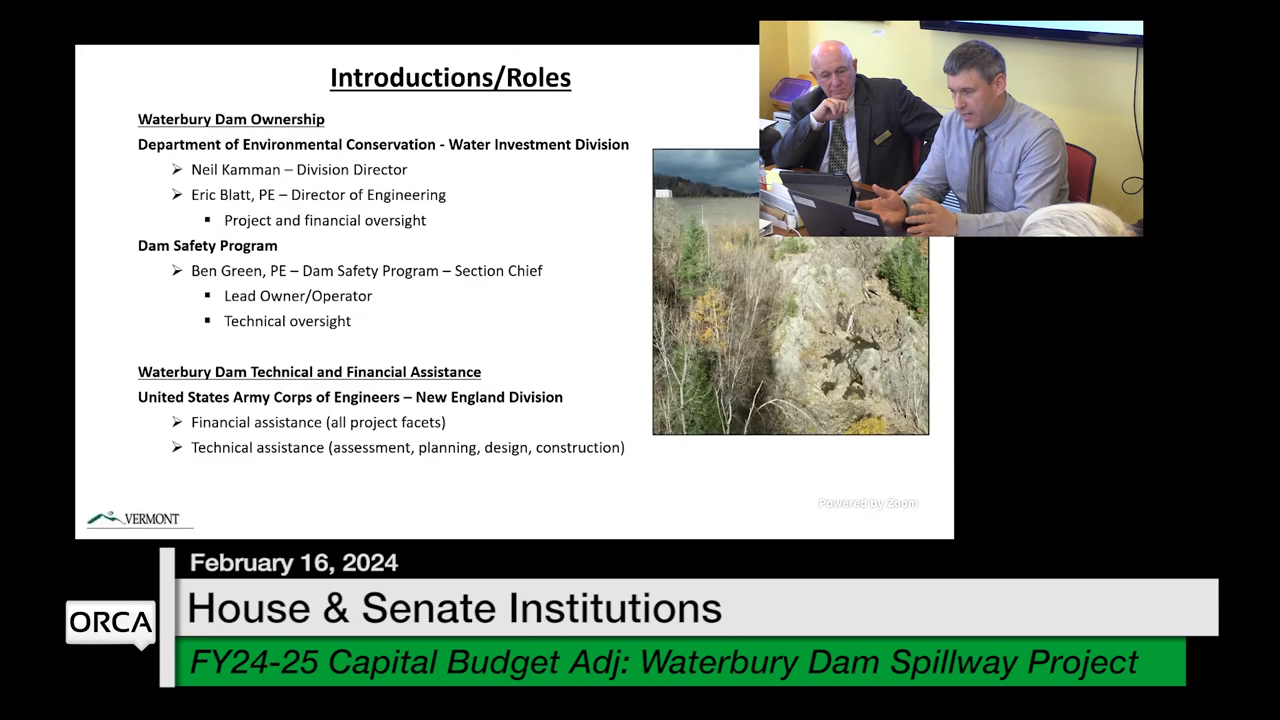 Introductions/Roles
Waterbury Dam Ownership
Department of Environmental Conservation - Water Investment Division
➢ Neil Kamman – Division Director
➢ Eric Blatt, PE – Director of Engineering
▪ Project and financial oversight
Dam Safety Program
➢ Ben Green, PE – Dam Safety Program – Section Chief
▪ Lead Owner/Operator
▪ Technical oversight
Waterbury Dam Technical and Financial Assistance
United States Army Corps of Engineers – New England Division
➢ Financial assistance (all project facets)
➢ Technical assistance (assessment, planning, design, construction)
Powered by Zoom
VERMONT
February 16, 2024
House & Senate Institutions
ORCA
FY24-25 Capital Budget Adj: Waterbury Dam Spillway Project